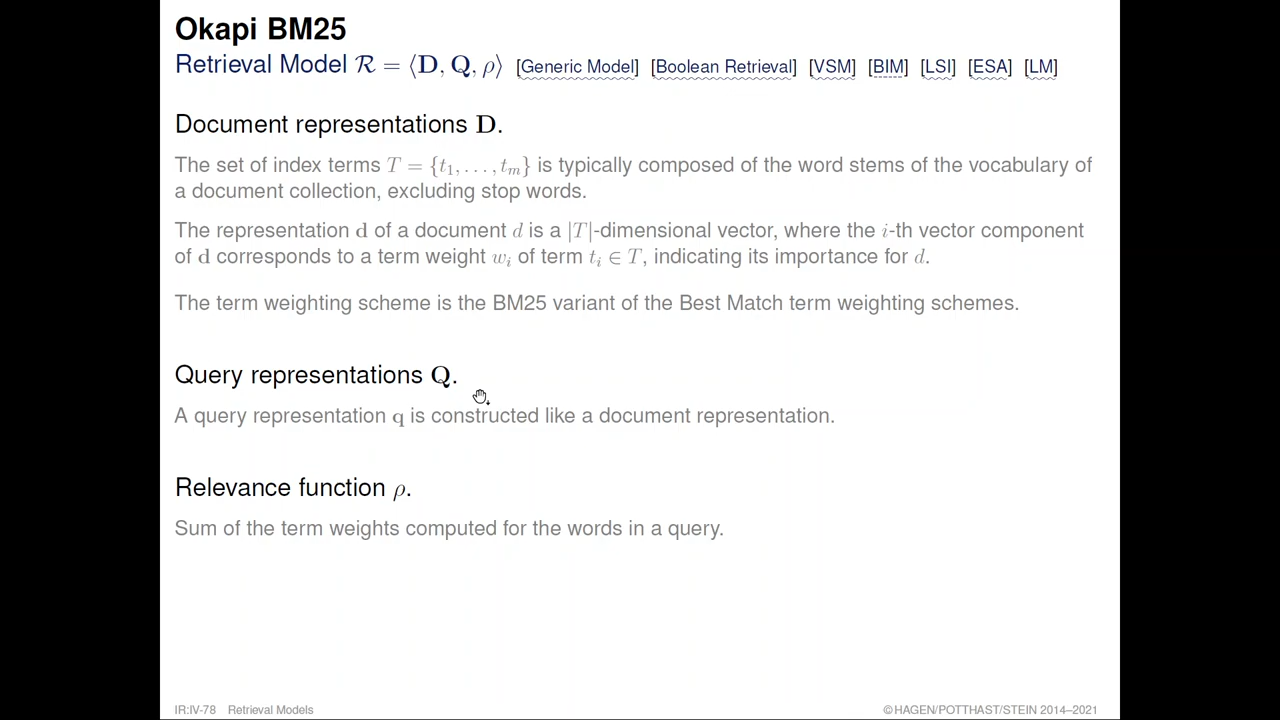 Okapi BM25
Retrieval Model ℛ = ⟨D, Q, ρ⟩ [Generic Model] [Boolean Retrieval] [VSM] [BIM] [LSI] [ESA] [LM]
Document representations D.
The set of index terms T = {t₁, . . . , tₘ} is typically composed of the word stems of the vocabulary of
a document collection, excluding stop words.
The representation d of a document d is a |T|-dimensional vector, where the i-th vector component
of d corresponds to a term weight wᵢ of term tᵢ ∈ T, indicating its importance for d.
The term weighting scheme is the BM25 variant of the Best Match term weighting schemes.
Query representations Q.
A query representation q is constructed like a document representation.
Relevance function ρ.
Sum of the term weights computed for the words in a query.
IR:IV-78 Retrieval Models
©HAGEN/POTTHAST/STEIN 2014–2021